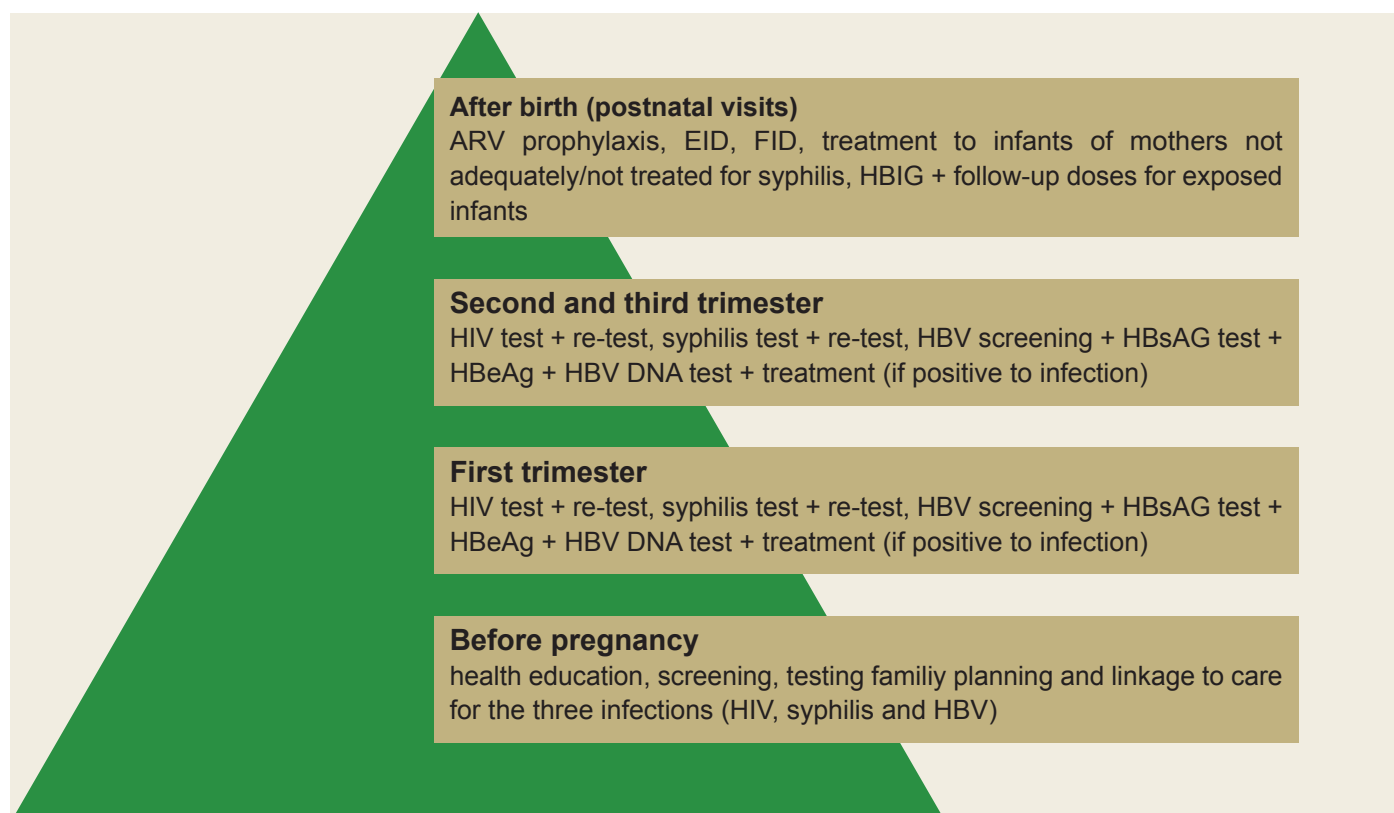 After birth (postnatal visits)
ARV prophylaxis, EID, FID, treatment to infants of mothers not
adequately/not treated for syphilis, HBIG + follow-up doses for exposed
infants
Second and third trimester
HIV test + re-test, syphilis test + re-test, HBV screening + HBsAG test +
HBeAg + HBV DNA test + treatment (if positive to infection)
First trimester
HIV test + re-test, syphilis test + re-test, HBV screening + HBsAG test +
HBeAg + HBV DNA test + treatment (if positive to infection)
Before pregnancy
health education, screening, testing familiy planning and linkage to care
for the three infections (HIV, syphilis and HBV)